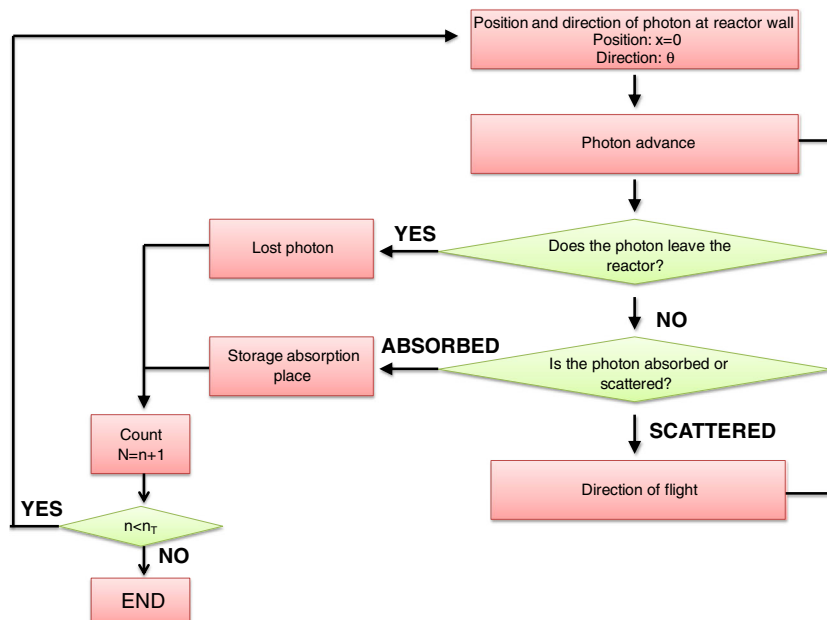 Position and direction of photon at reactor wall
Position: x=0
Direction: θ
Photon advance
Does the photon leave the
reactor?
YES
Lost photon
NO
Is the photon absorbed or
scattered?
ABSORBED
Storage absorption
place
SCATTERED
Direction of flight
Count
N=n+1
n<n_T
YES
NO
END